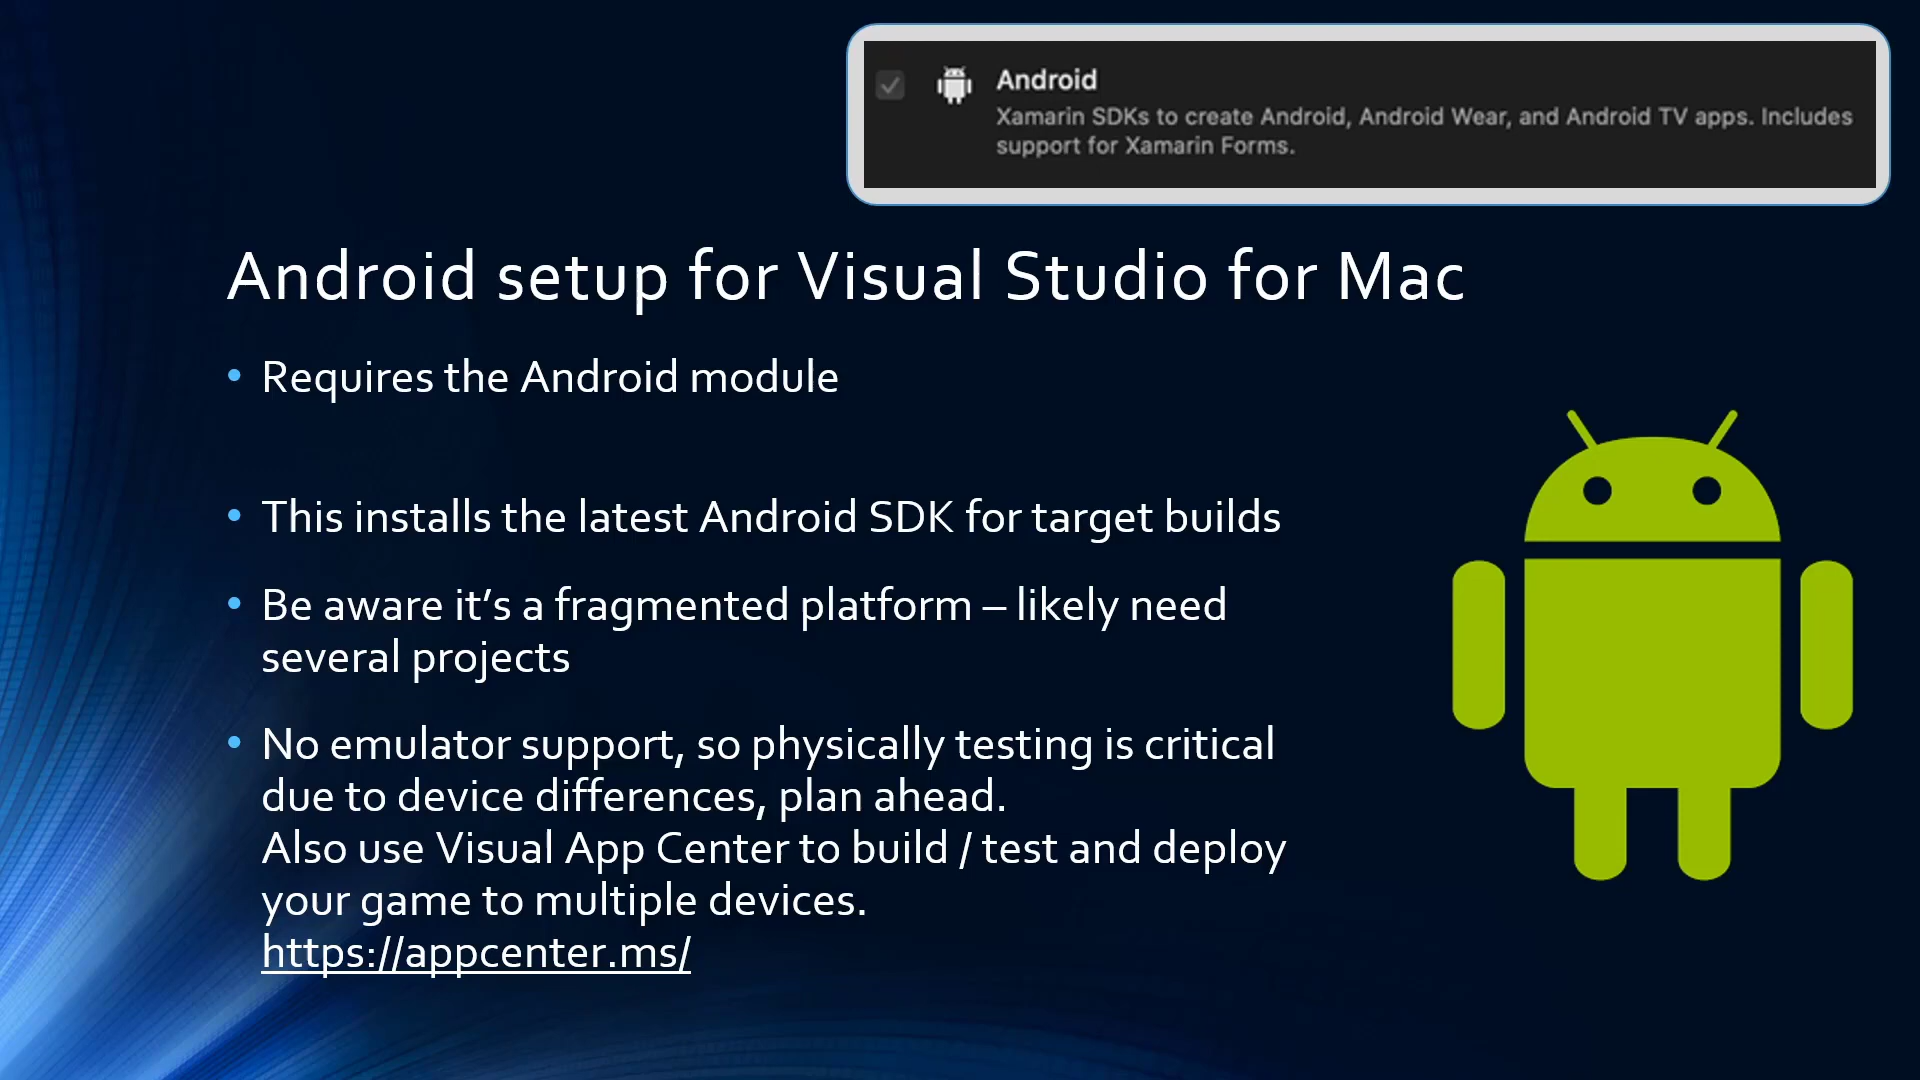 Android
Xamarin SDKs to create Android, Android Wear, and Android TV apps. Includes
support for Xamarin Forms.
Android setup for Visual Studio for Mac
• Requires the Android module
• This installs the latest Android SDK for target builds
• Be aware it’s a fragmented platform – likely need
several projects
• No emulator support, so physically testing is critical
due to device differences, plan ahead.
Also use Visual App Center to build / test and deploy
your game to multiple devices.
https://appcenter.ms/